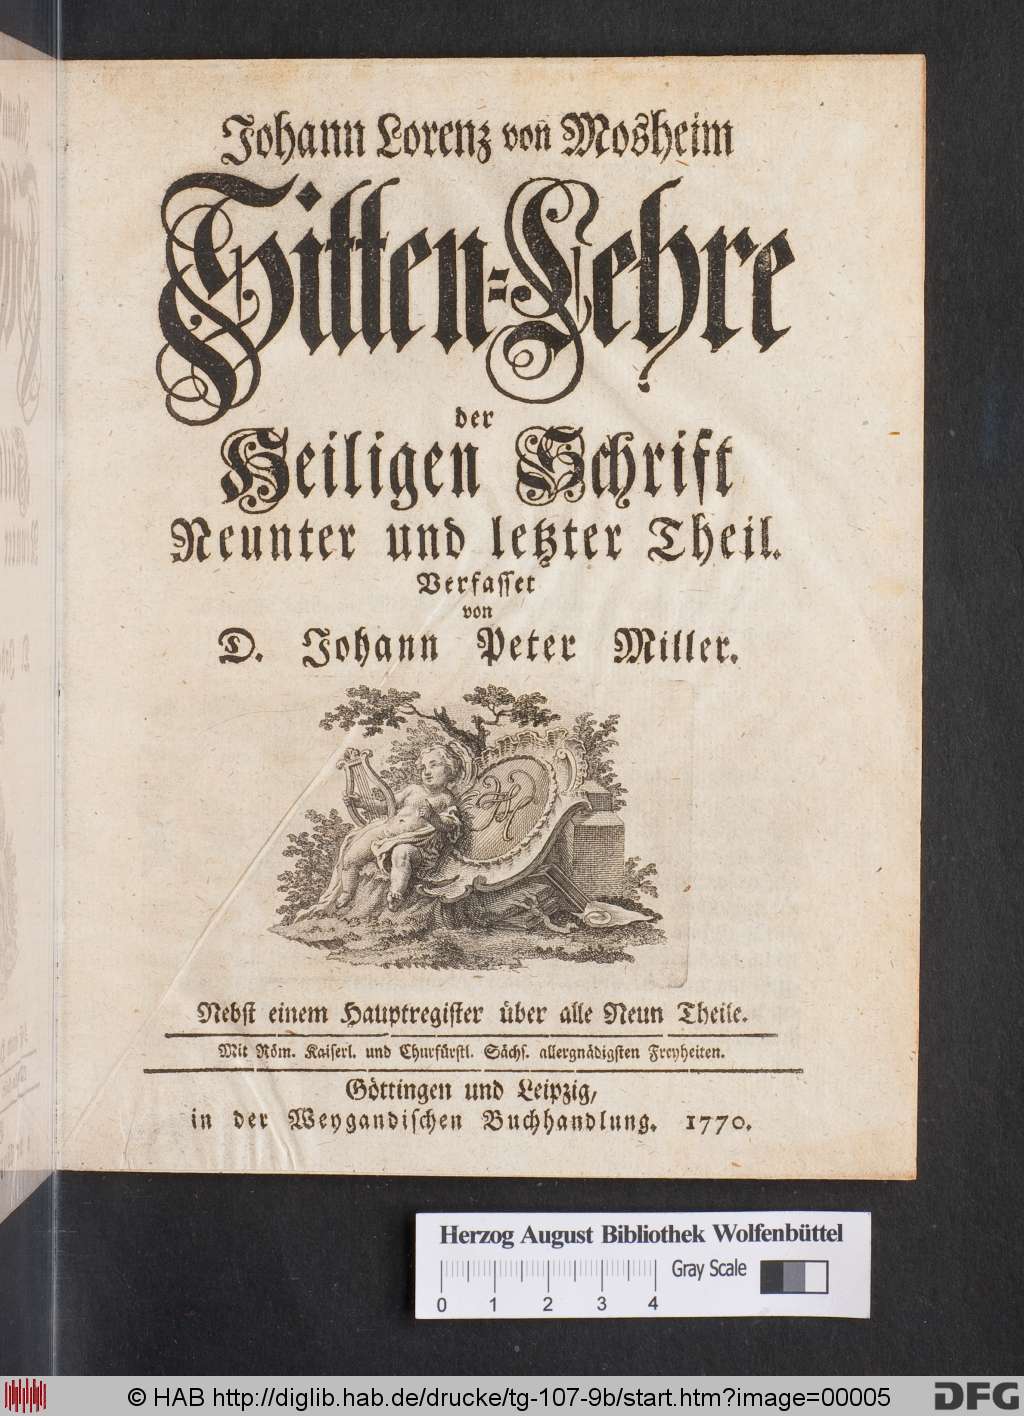 Johann Lorenz von Mosheim
Sitten-Lehre
der
Heiligen Schrift
Neunter und letzter Theil.
Verfasset
von
D. Johann Peter Miller.
Nebst einem Hauptregister über alle Neun Theile.
Mit Röm. Kaiserl. und Churfürstl. Sächs. allergnädigsten Freyheiten.
Göttingen und Leipzig,
in der Weygandischen Buchhandlung. 1770.
Herzog August Bibliothek Wolfenbüttel
Gray Scale
0 1 2 3 4
© HAB http://diglib.hab.de/drucke/tg-107-9b/start.htm?image=00005
DFG